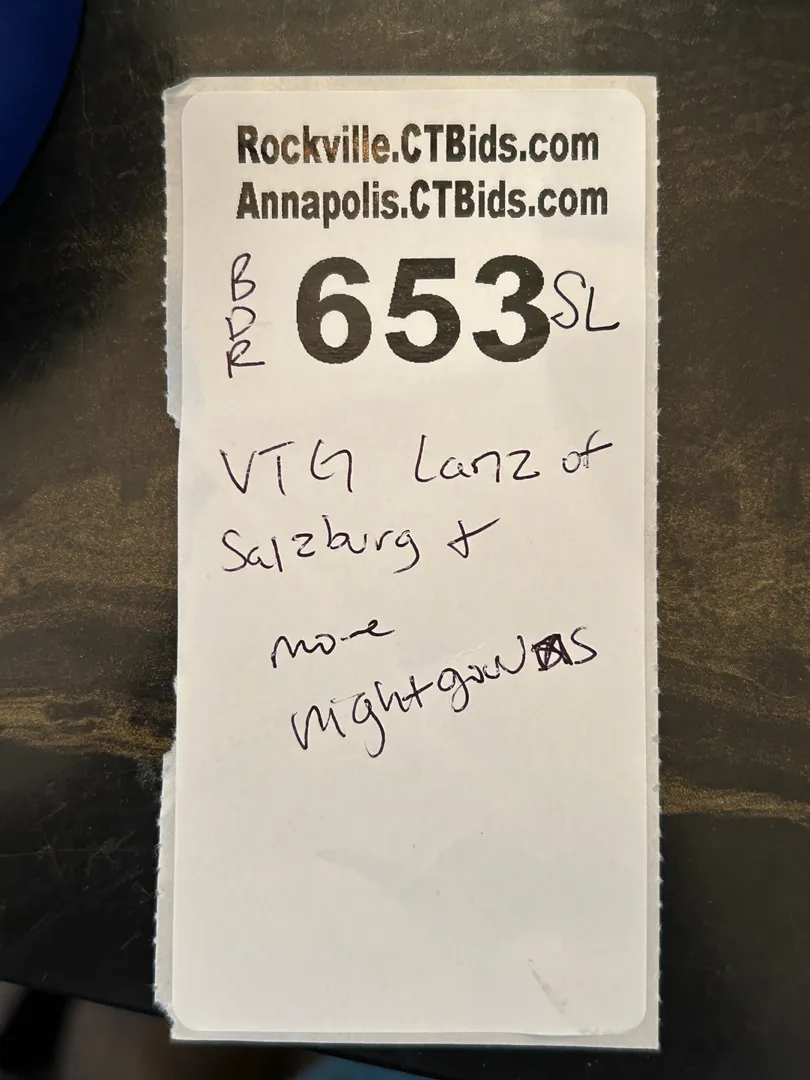 Rockville.CTBids.com
Annapolis.CTBids.com
BDR 653 SL
VTG Lanz of
Salzburg +
more
nightgowns